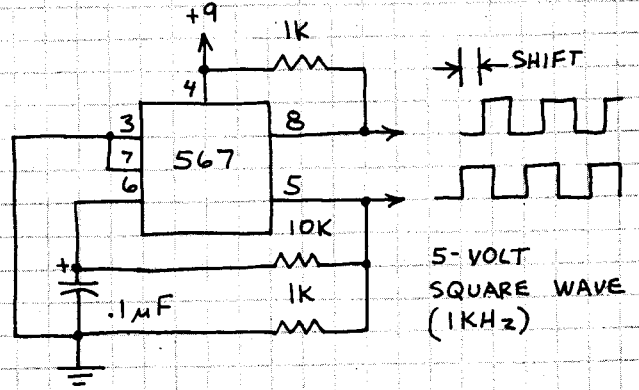 +9
1K
4
SHIFT
3
8
7
567
6
5
10K
+
1K
.1µF
5-VOLT
SQUARE WAVE
(1KHz)